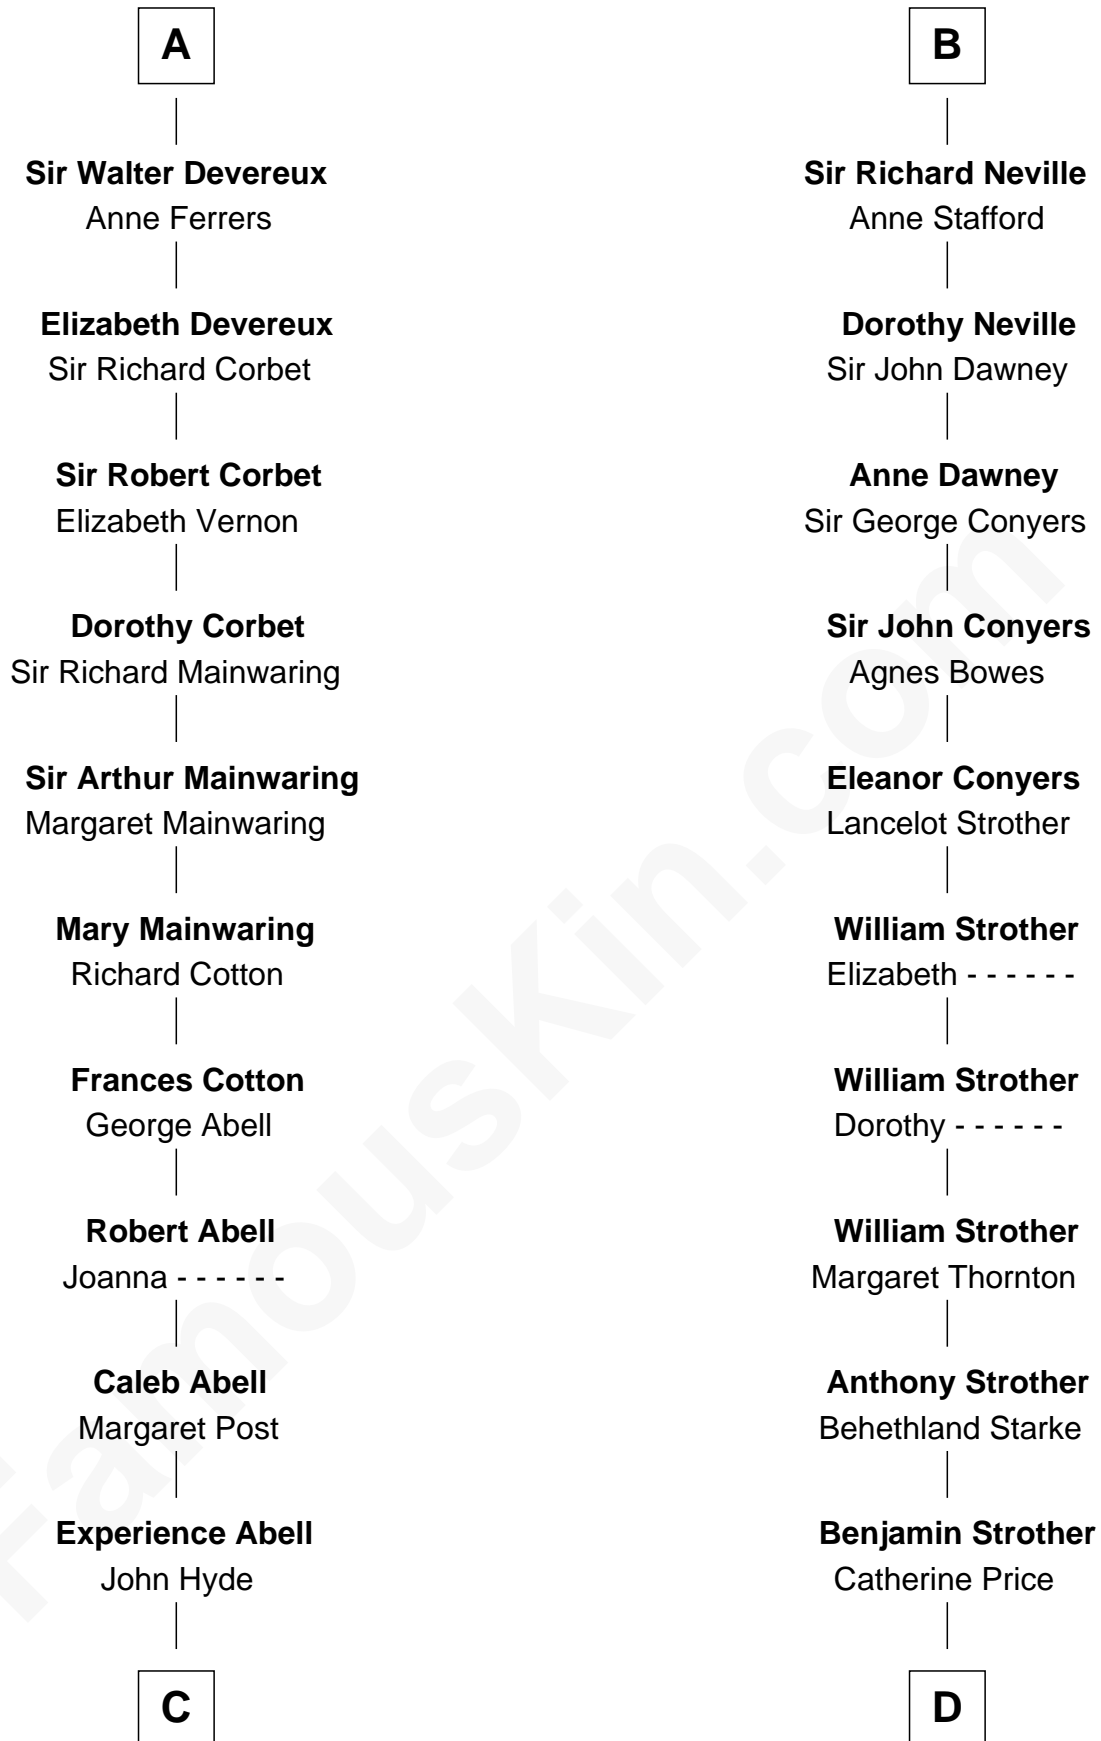 A
Sir Walter Devereux
Anne Ferrers
Elizabeth Devereux
Sir Richard Corbet
Sir Robert Corbet
Elizabeth Vernon
Dorothy Corbet
Sir Richard Mainwaring
Sir Arthur Mainwaring
Margaret Mainwaring
Mary Mainwaring
Richard Cotton
Frances Cotton
George Abell
Robert Abell
Joanna - - - - - -
Caleb Abell
Margaret Post
Experience Abell
John Hyde
C
B
Sir Richard Neville
Anne Stafford
Dorothy Neville
Sir John Dawney
Anne Dawney
Sir George Conyers
Sir John Conyers
Agnes Bowes
Eleanor Conyers
Lancelot Strother
William Strother
Elizabeth - - - - - -
William Strother
Dorothy - - - - - -
William Strother
Margaret Thornton
Anthony Strother
Behethland Starke
Benjamin Strother
Catherine Price
D
FamousKin.com